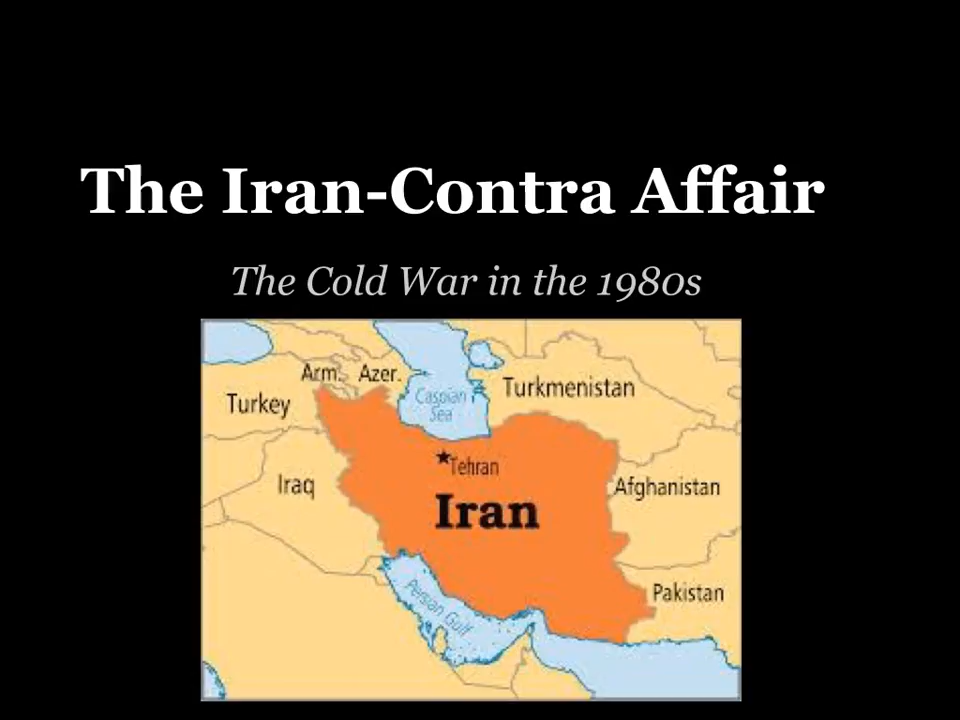 The Iran-Contra Affair
The Cold War in the 1980s
Arm.
Azer.
Turkey
Caspian
Sea
Turkmenistan
Tehran
Iraq
Iran
Afghanistan
Persian Gulf
Pakistan